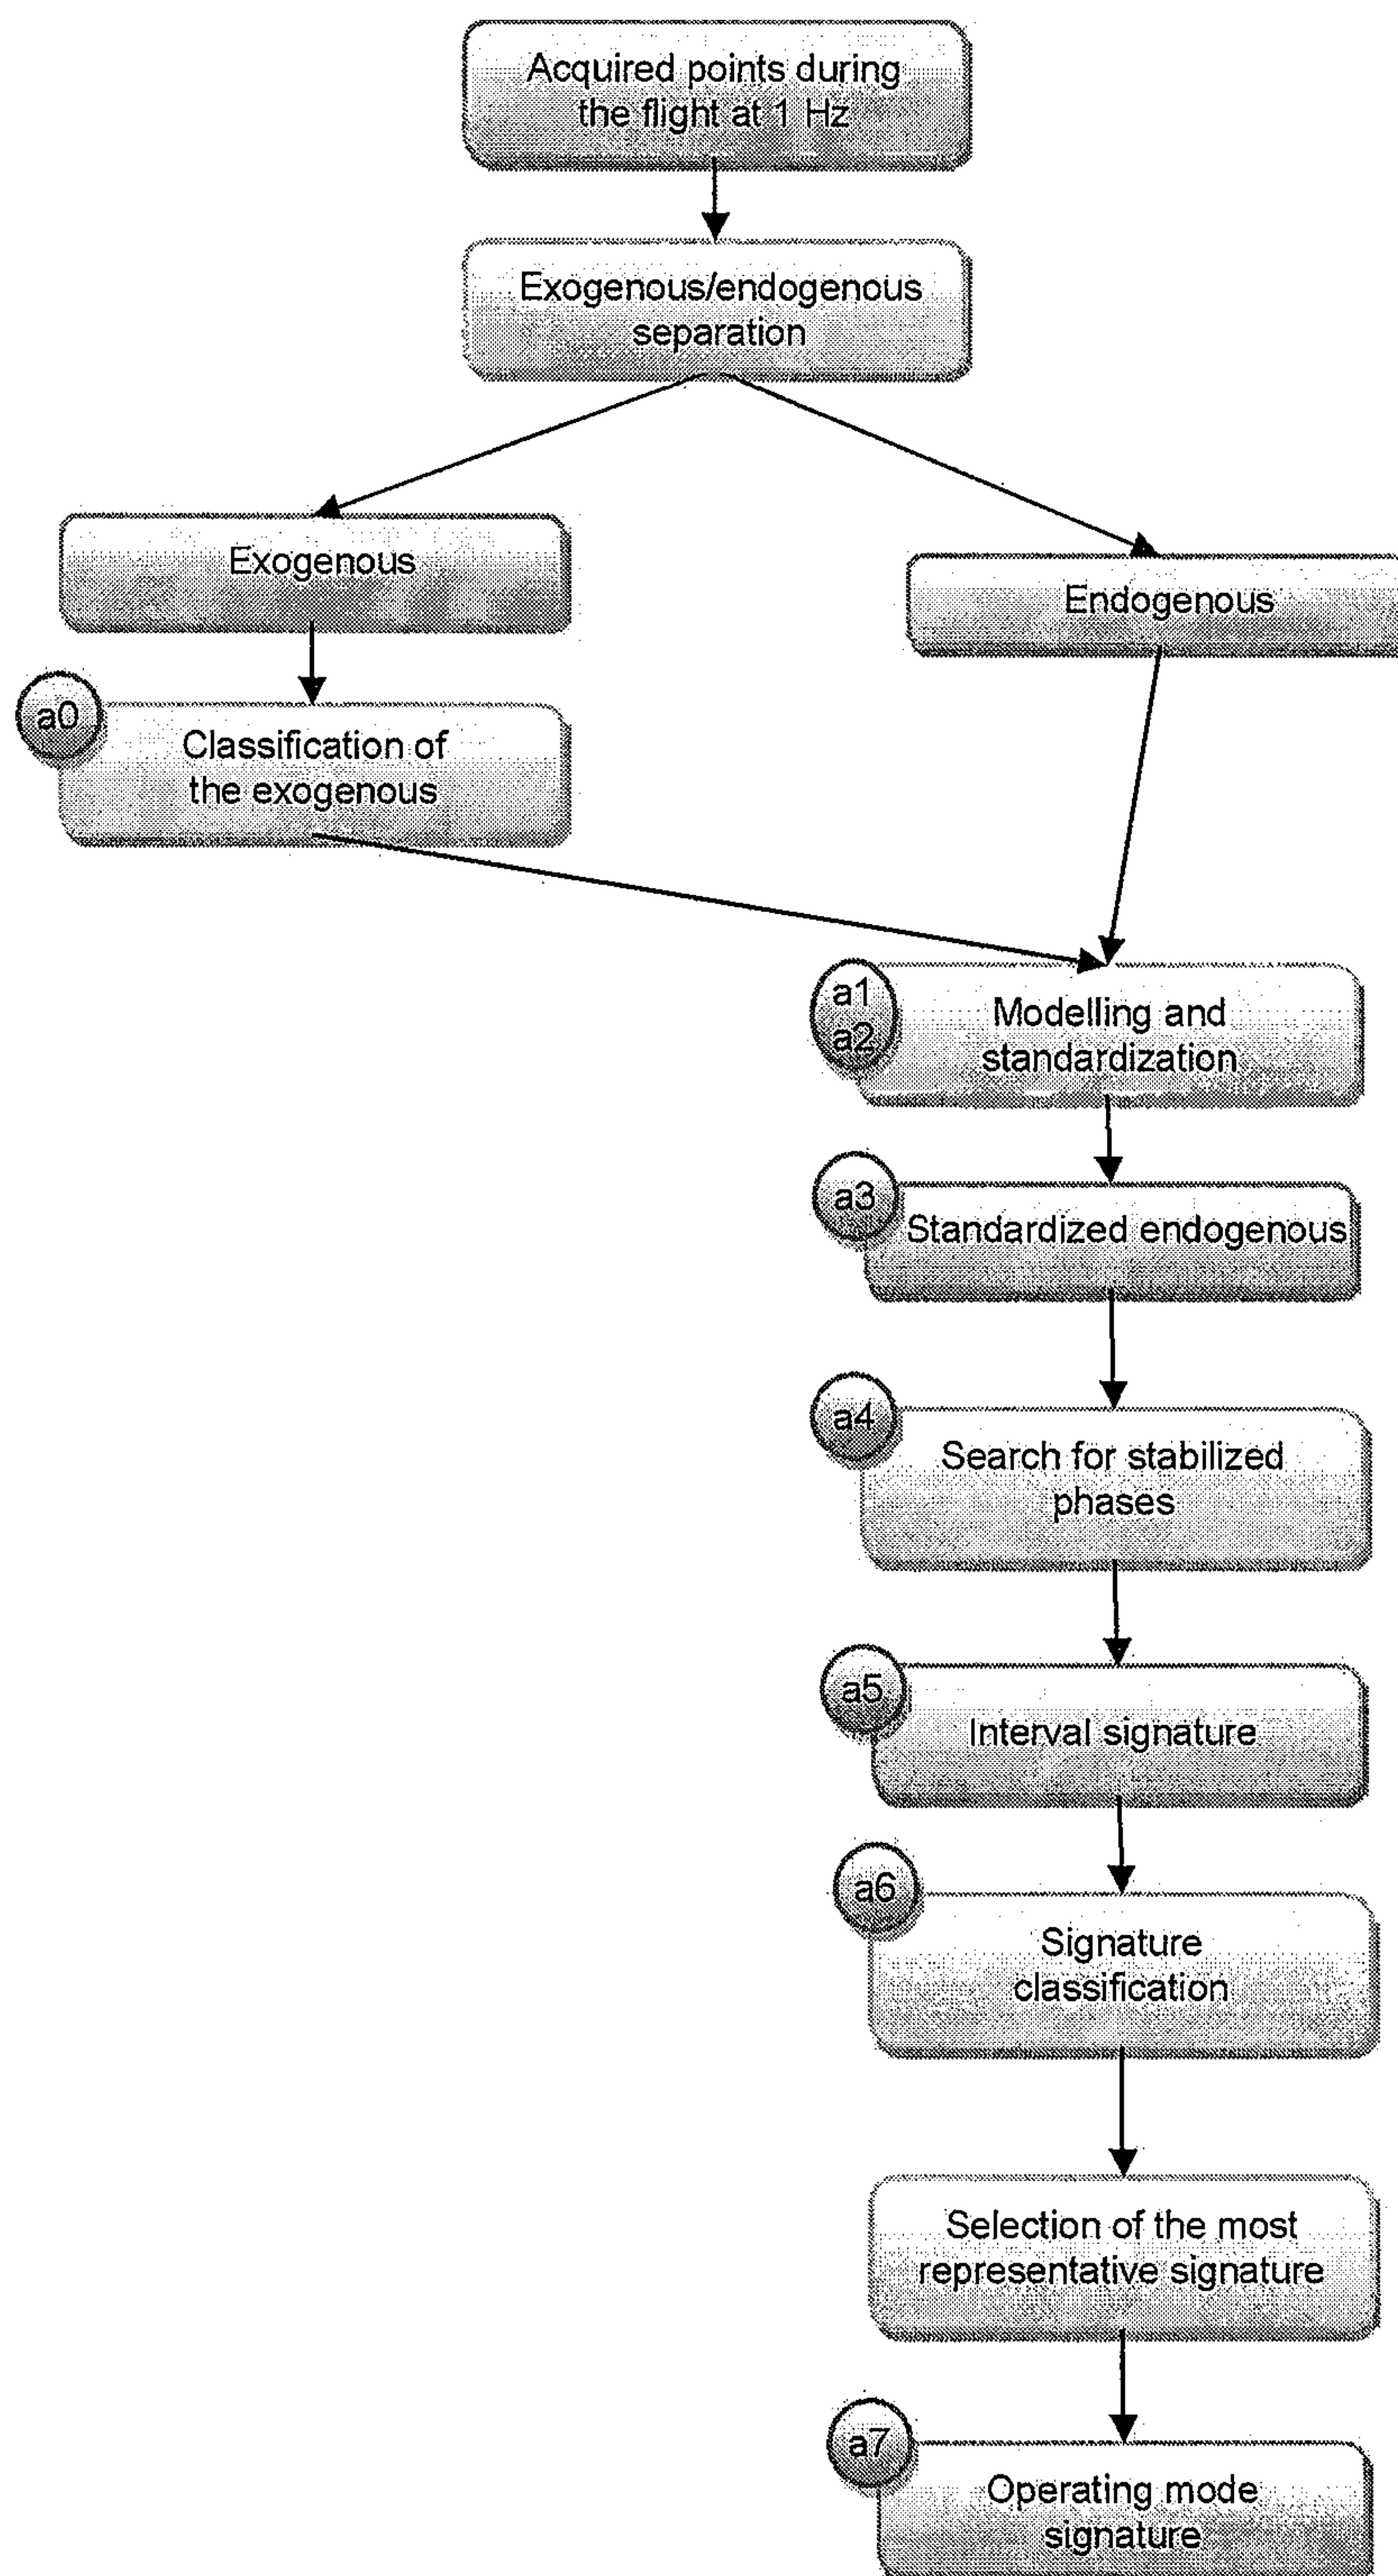 Acquired points during
the flight at 1 Hz
Exogenous/endogenous
separation
Exogenous
Endogenous
a0
Classification of
the exogenous
a1
a2
Modelling and
standardization
a3
Standardized endogenous
a4
Search for stabilized
phases
a5
Interval signature
a6
Signature
classification
Selection of the most
representative signature
a7
Operating mode
signature